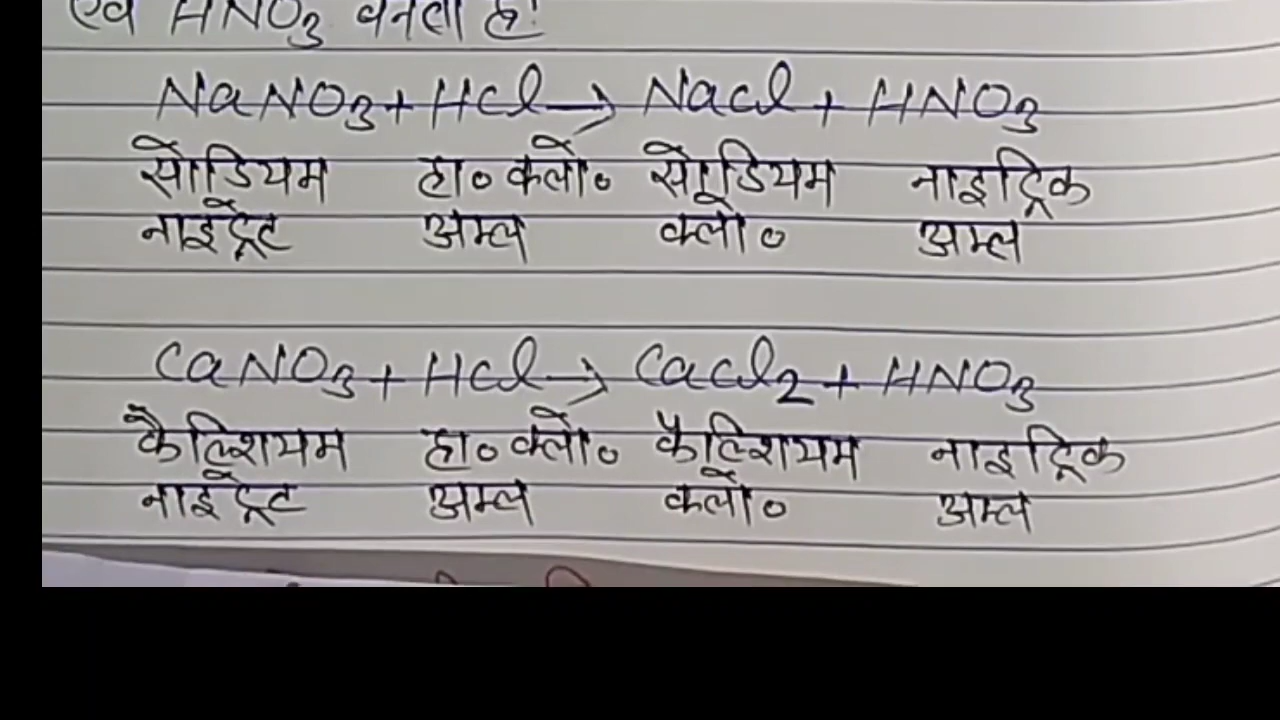 एवं HNO3 बनता है!
NaNO3 + HCl → NaCl + HNO3
सोडियम हा० क्लो० सोडियम नाइट्रिक
नाइट्रेट अम्ल क्लो० अम्ल
CaNO3 + HCl → CaCl2 + HNO3
कैल्शियम हा० क्लो० कैल्शियम नाइट्रिक
नाइट्रेट अम्ल क्लो० अम्ल